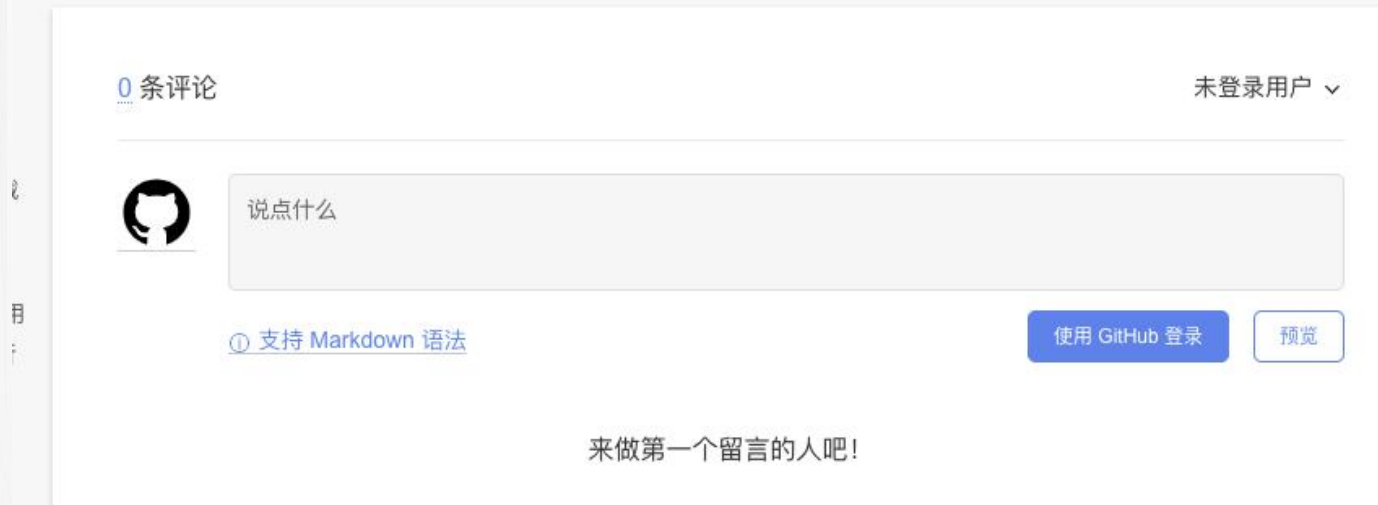 0 条评论
未登录用户
说点什么
支持 Markdown 语法
使用 GitHub 登录
预览
用
来做第一个留言的人吧！